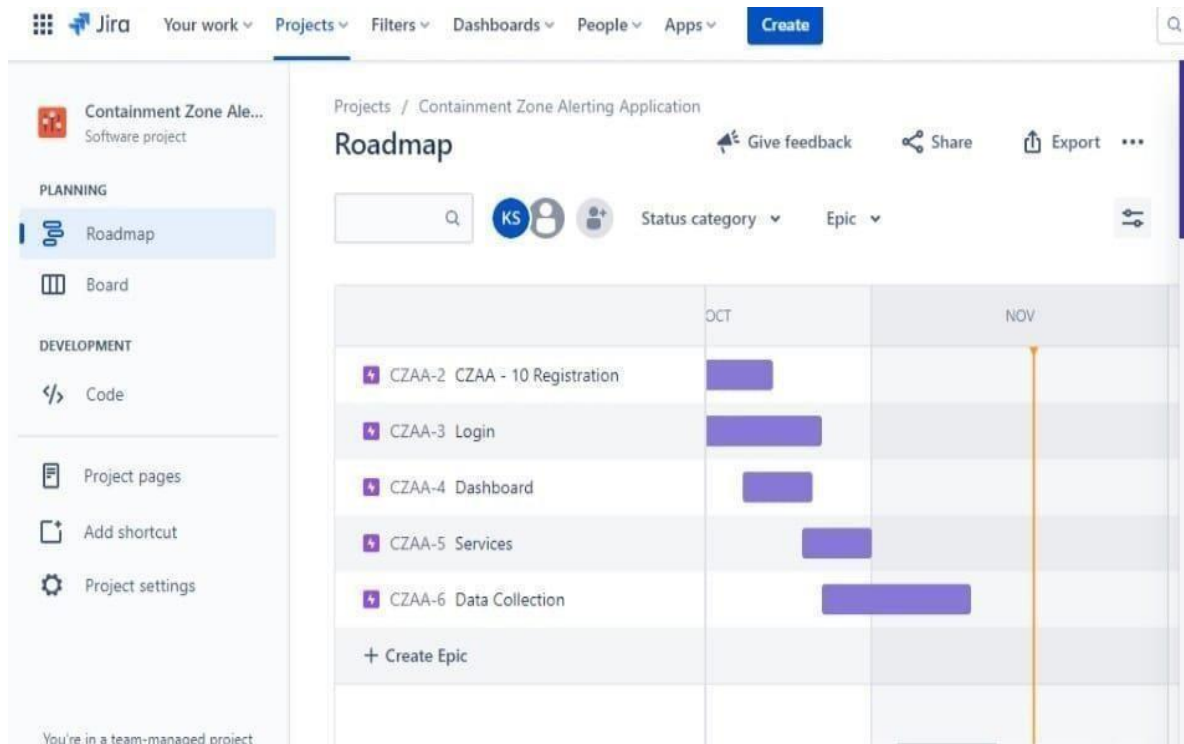 Jira Your work Projects Filters Dashboards People Apps Create
Containment Zone Ale...
Software project
PLANNING
Roadmap
Board
DEVELOPMENT
Code
Project pages
Add shortcut
Project settings
You're in a team-managed project
Projects / Containment Zone Alerting Application
Roadmap Give feedback Share Export
KS Status category Epic
OCT NOV
CZAA-2 CZAA - 10 Registration
CZAA-3 Login
CZAA-4 Dashboard
CZAA-5 Services
CZAA-6 Data Collection
+ Create Epic